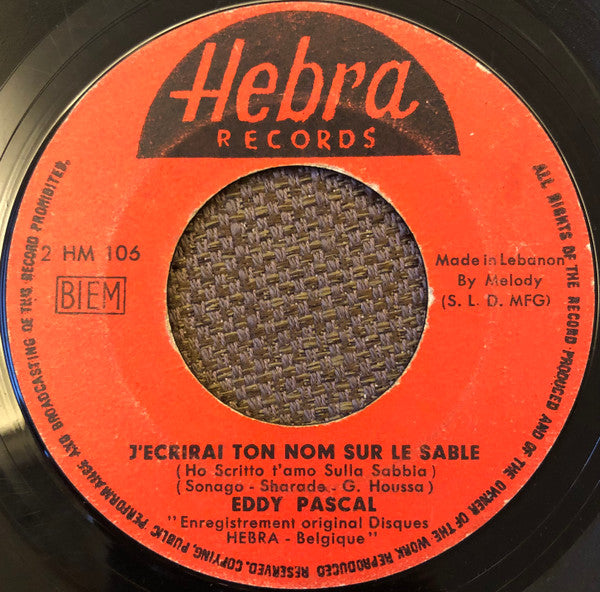 Hebra
RECORDS
2 HM 106
BIEM
Made in Lebanon
By Melody
(S. L. D. MFG)
J'ECRIRAI TON NOM SUR LE SABLE
(Ho Scritto t'amo Sulla Sabbia)
(Sonago - Sharade - G. Houssa)
EDDY PASCAL
"Enregistrement original Disques
HEBRA - Belgique"
ALL RIGHTS OF THE RECORD PRODUCED AND OF THE OWNER OF THE WORK REPRODUCED RESERVED, COPYING, PUBLIC PERFORMANCE AND BROADCASTING OF THIS RECORD PROHIBITED,